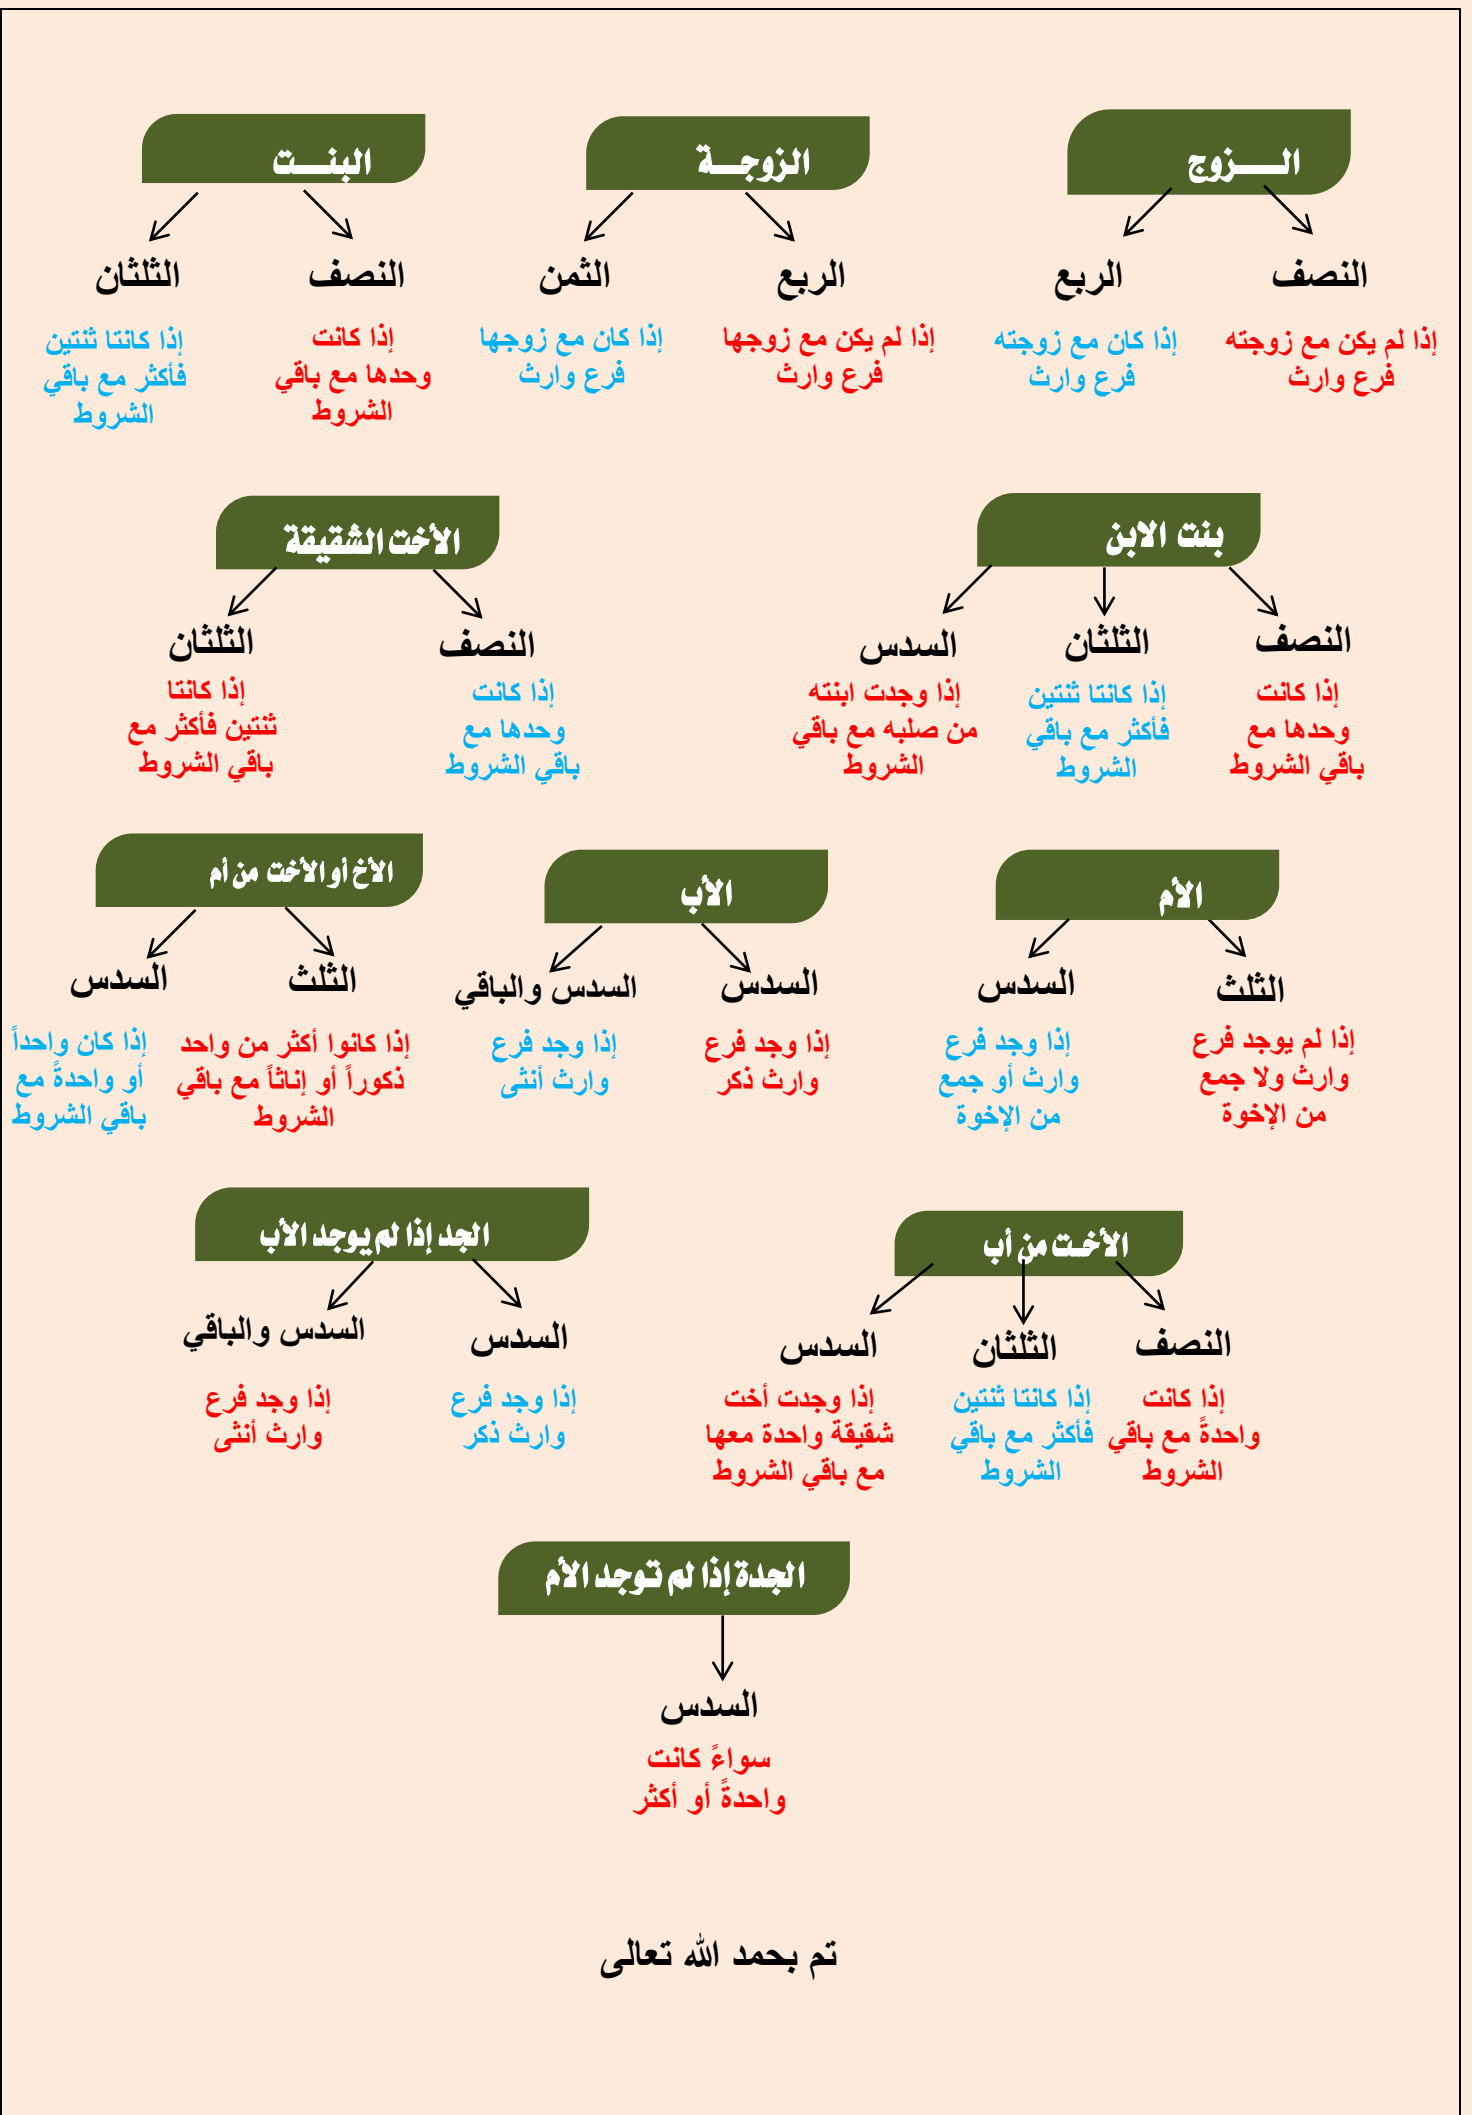 الـــــزوج
الزوجـــة
البنـــــت
النصف
الربع
الربع
الثمن
النصف
الثلثان
إذا لم يكن مع زوجته
فرع وارث
إذا كان مع زوجته
فرع وارث
إذا لم يكن مع زوجها
فرع وارث
إذا كان مع زوجها
فرع وارث
إذا كانت
وحدها مع باقي
الشروط
إذا كانتا ثنتين
فأكثر مع باقي
الشروط
بنت الابن
الأخت الشقيقة
النصف
الثلثان
السدس
النصف
الثلثان
إذا كانت
وحدها مع
باقي الشروط
إذا كانتا ثنتين
فأكثر مع باقي
الشروط
إذا وجدت ابنته
من صلبه مع باقي
الشروط
إذا كانت
وحدها مع
باقي الشروط
إذا كانتا
ثنتين فأكثر مع
باقي الشروط
الأم
الأب
الأخ أو الأخت من أم
الثلث
السدس
السدس
السدس والباقي
الثلث
السدس
إذا لم يوجد فرع
وارث ولا جمع
من الإخوة
إذا وجد فرع
وارث أو جمع
من الإخوة
إذا وجد فرع
وارث ذكر
إذا وجد فرع
وارث أنثى
إذا كانوا أكثر من واحد
ذكوراً أو إناثاً مع باقي
الشروط
إذا كان واحداً
أو واحدةً مع
باقي الشروط
الأخـت من أب
الجد إذا لم يوجد الأب
النصف
الثلثان
السدس
السدس
السدس والباقي
إذا كانت
واحدةً مع باقي
الشروط
إذا كانتا ثنتين
فأكثر مع باقي
الشروط
إذا وجدت أخت
شقيقة واحدة معها
مع باقي الشروط
إذا وجد فرع
وارث ذكر
إذا وجد فرع
وارث أنثى
الجدة إذا لم تـوجد الأم
السدس
سواءً كانت
واحدةً أو أكثر
تم بحمد الله تعالى